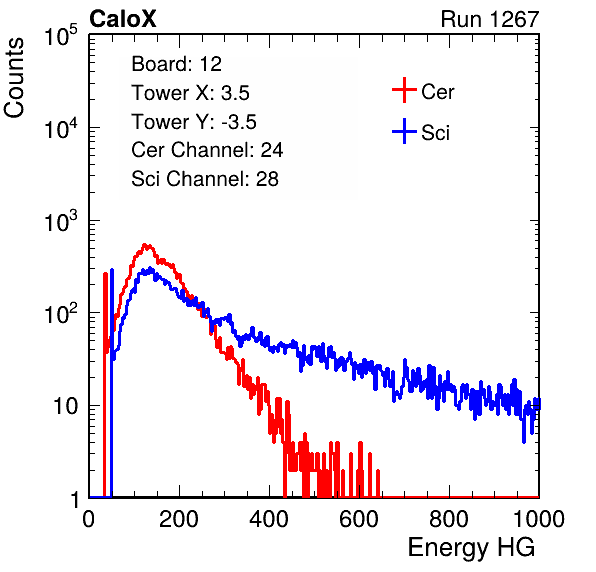 CaloX Run 1267
Counts
10^5
10^4
10^3
10^2
10
1
Board: 12
Tower X: 3.5
Tower Y: -3.5
Cer Channel: 24
Sci Channel: 28
Cer
Sci
0 200 400 600 800 1000
Energy HG